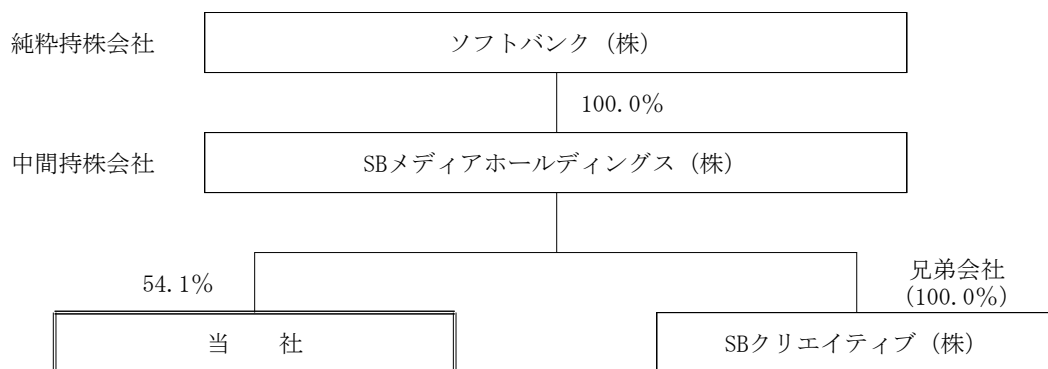 純粋持株会社
ソフトバンク（株）
100.0％
中間持株会社
SBメディアホールディングス（株）
54.1％
兄弟会社
(100.0％)
当　　社
SBクリエイティブ（株）